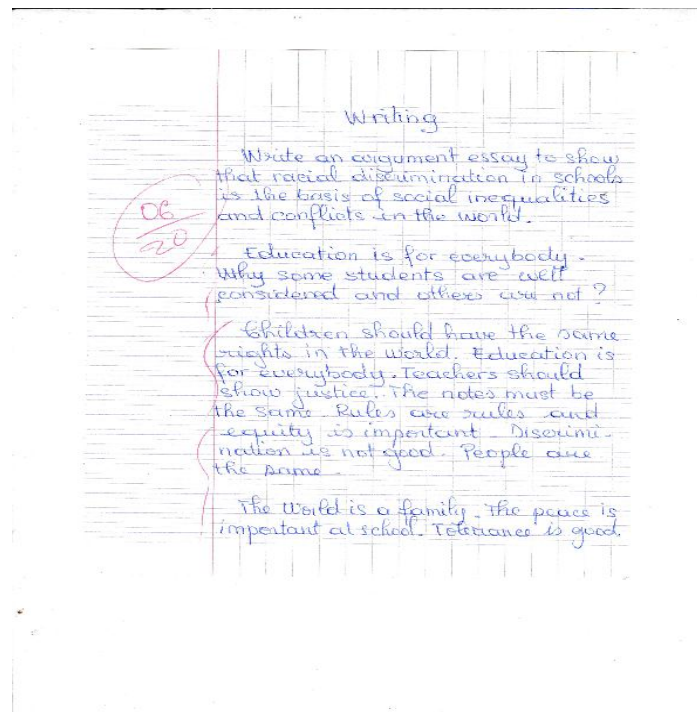 Writing
Write an argument essay to show
that racial discrimination in schools
is the basis of social inequalities
and conflicts in the world.
06
20
Education is for everybody.
Why some students are well
considered and others are not?
Children should have the same
rights in the world. Education is
for everybody. Teachers should
show justice. The notes must be
the same. Rules are rules and
equity is important. Discrimi-
nation is not good. People are
the same.
The world is a family. The peace is
important at school. Tolerance is good.